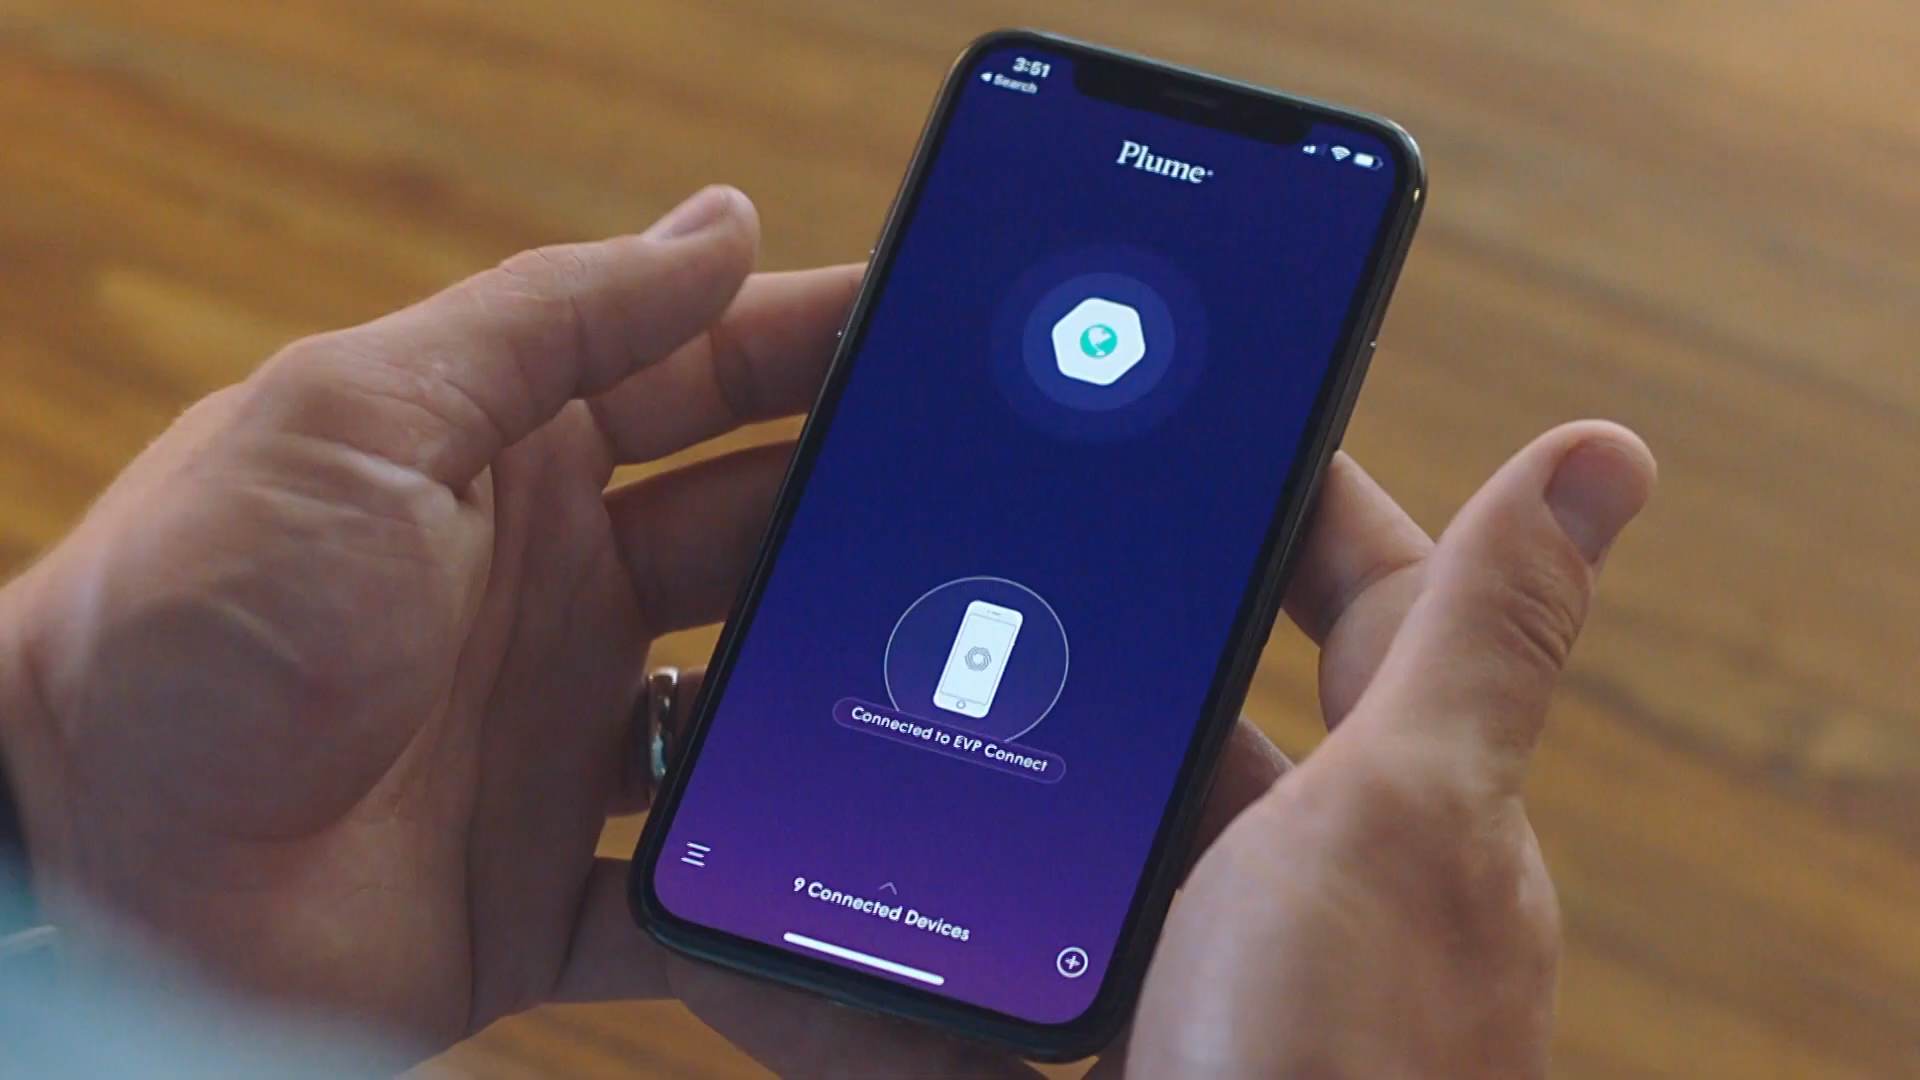 3:51
Search
Plume
Connected to EVP Connect
9 Connected Devices